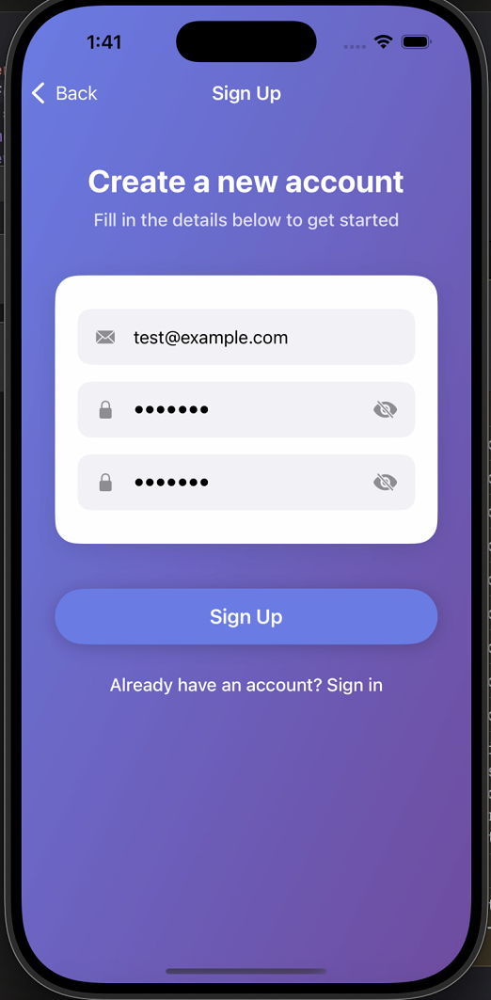 1:41
Back
Sign Up
Create a new account
Fill in the details below to get started
test@example.com
•••••••
•••••••
Sign Up
Already have an account? Sign in